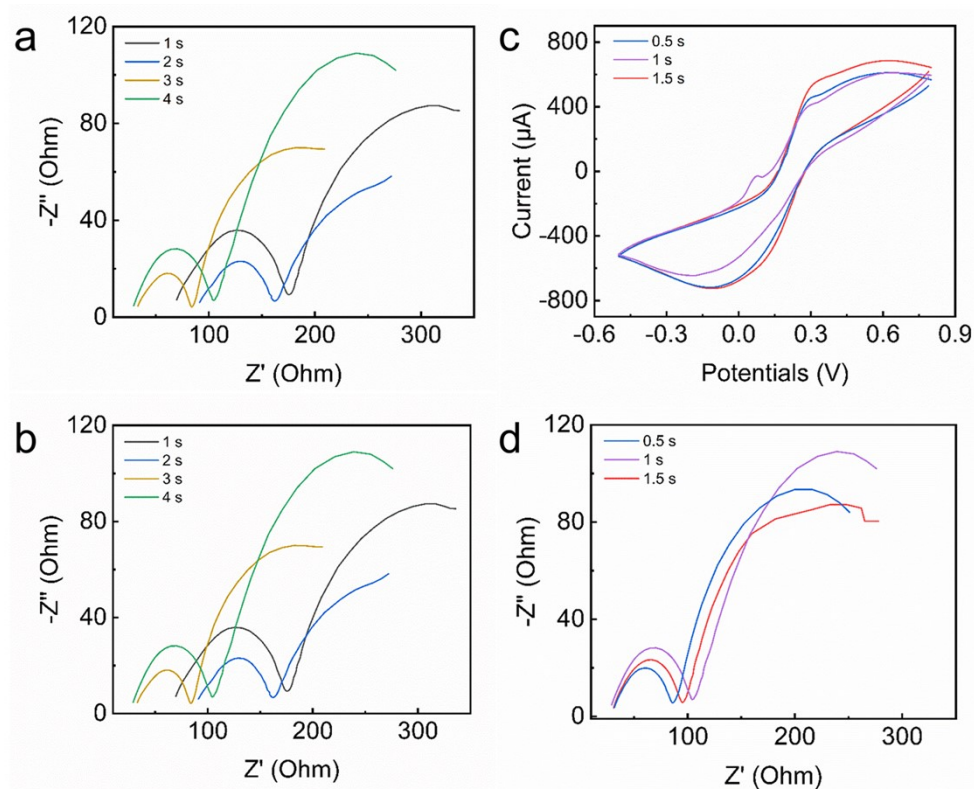 a
120
80
40
0
-Z" (Ohm)
1 s
2 s
3 s
4 s
0
100
200
300
Z' (Ohm)
c
800
400
0
-400
-800
Current (μA)
0.5 s
1 s
1.5 s
-0.6
-0.3
0.0
0.3
0.6
0.9
Potentials (V)
b
120
80
40
0
-Z" (Ohm)
1 s
2 s
3 s
4 s
0
100
200
300
Z' (Ohm)
d
120
80
40
0
-Z" (Ohm)
0.5 s
1 s
1.5 s
100
200
300
Z' (Ohm)